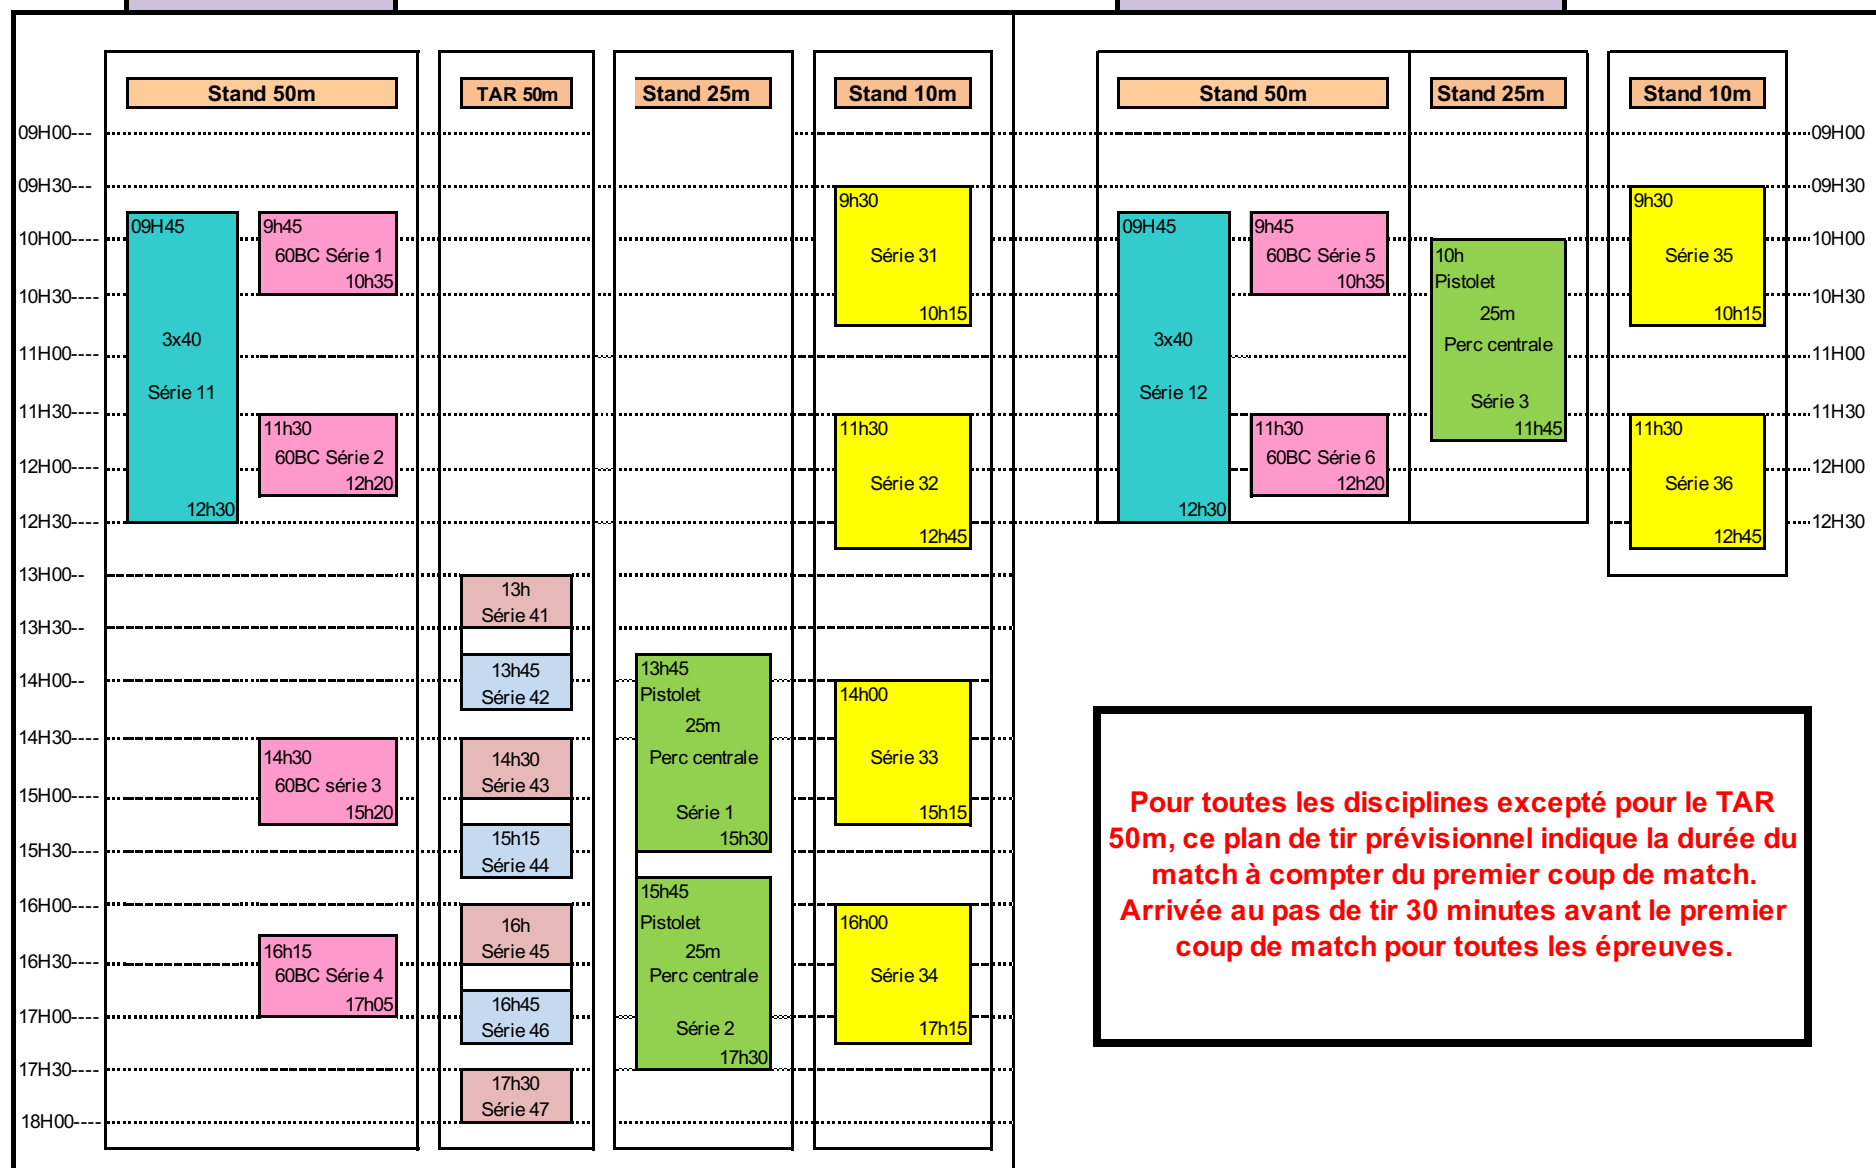 Stand 50m
TAR 50m
Stand 25m
Stand 10m
Stand 50m
Stand 25m
Stand 10m
09H00---
09H30---
10H00----
10H30----
11H00----
11H30----
12H00----
12H30----
13H00--
13H30--
14H00--
14H30----
15H00----
15H30----
16H00----
16H30----
17H00----
17H30----
18H00----
09H45
3x40
Série 11
12h30
9h45
60BC Série 1
10h35
11h30
60BC Série 2
12h20
14h30
60BC série 3
15h20
16h15
60BC Série 4
17h05
13h
Série 41
13h45
Série 42
14h30
Série 43
15h15
Série 44
16h
Série 45
16h45
Série 46
17h30
Série 47
13h45
Pistolet
25m
Perc centrale
Série 1
15h30
15h45
Pistolet
25m
Perc centrale
Série 2
17h30
9h30
Série 31
10h15
11h30
Série 32
12h45
14h00
Série 33
15h15
16h00
Série 34
17h15
09H45
3x40
Série 12
12h30
9h45
60BC Série 5
10h35
11h30
60BC Série 6
12h20
10h
Pistolet
25m
Perc centrale
Série 3
11h45
9h30
Série 35
10h15
11h30
Série 36
12h45
09H00
09H30
10H00
10H30
11H00
11H30
12H00
12H30
Pour toutes les disciplines excepté pour le TAR
50m, ce plan de tir prévisionnel indique la durée du
match à compter du premier coup de match.
Arrivée au pas de tir 30 minutes avant le premier
coup de match pour toutes les épreuves.